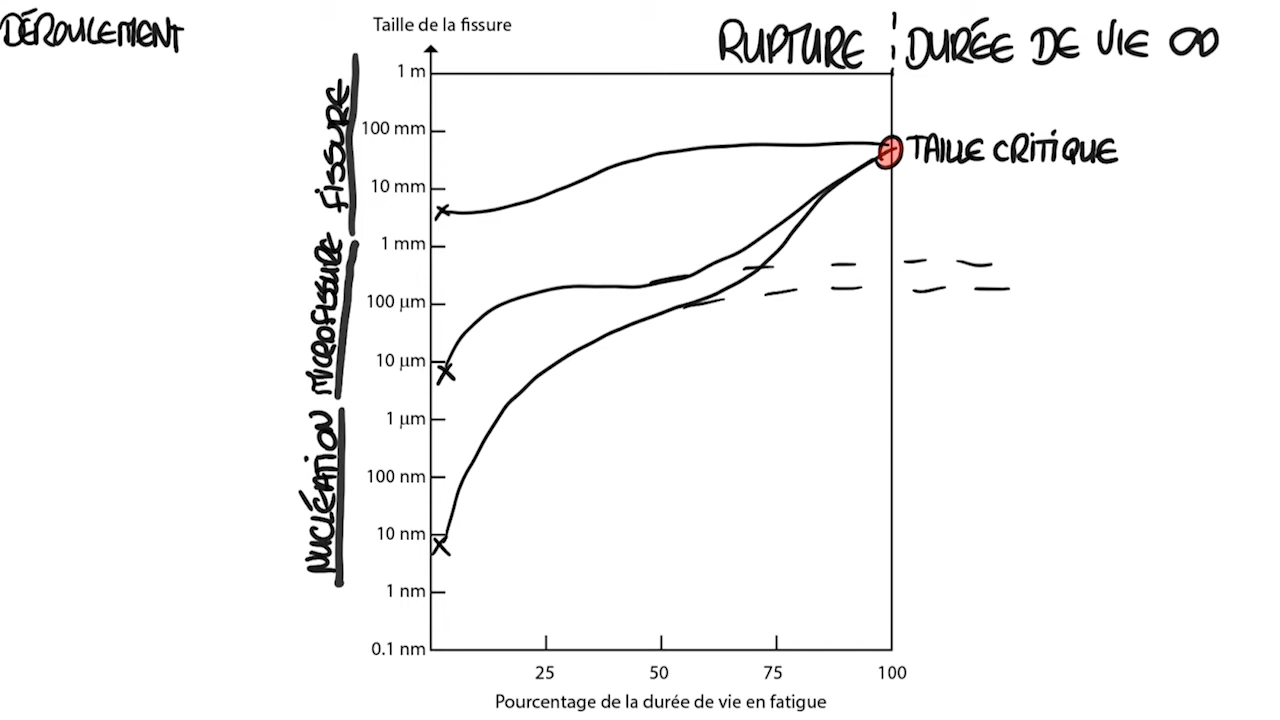 DÉROULEMENT
Taille de la fissure
RUPTURE
DURÉE DE VIE ∞
1 m
100 mm
10 mm
1 mm
100 µm
10 µm
1 µm
100 nm
10 nm
1 nm
0.1 nm
FISSURE
MICROFISSURE
NUCLÉATION
TAILLE CRITIQUE
25
50
75
100
Pourcentage de la durée de vie en fatigue